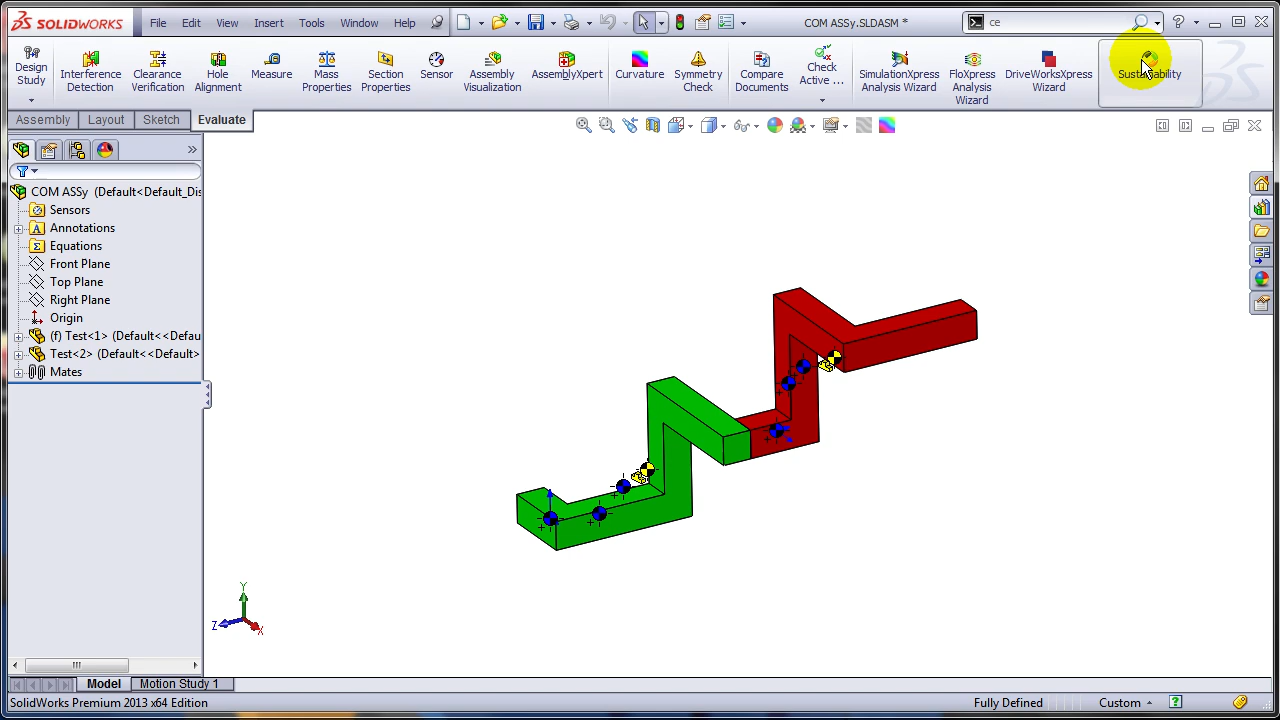 SOLIDWORKS File Edit View Insert Tools Window Help COM ASSy.SLDASM * ce
Design Study
Interference Detection
Clearance Verification
Hole Alignment
Measure
Mass Properties
Section Properties
Sensor
Assembly Visualization
AssemblyXpert
Curvature
Symmetry Check
Compare Documents
Check Active ...
SimulationXpress Analysis Wizard
FloXpress Analysis Wizard
DriveWorksXpress Wizard
Sustainability
Assembly Layout Sketch Evaluate
COM ASSy (Default<Default_Dis
Sensors
Annotations
Equations
Front Plane
Top Plane
Right Plane
Origin
(f) Test<1> (Default<<Defau
Test<2> (Default<<Default>
Mates
Y
Z
X
Model Motion Study 1
SolidWorks Premium 2013 x64 Edition Fully Defined Custom